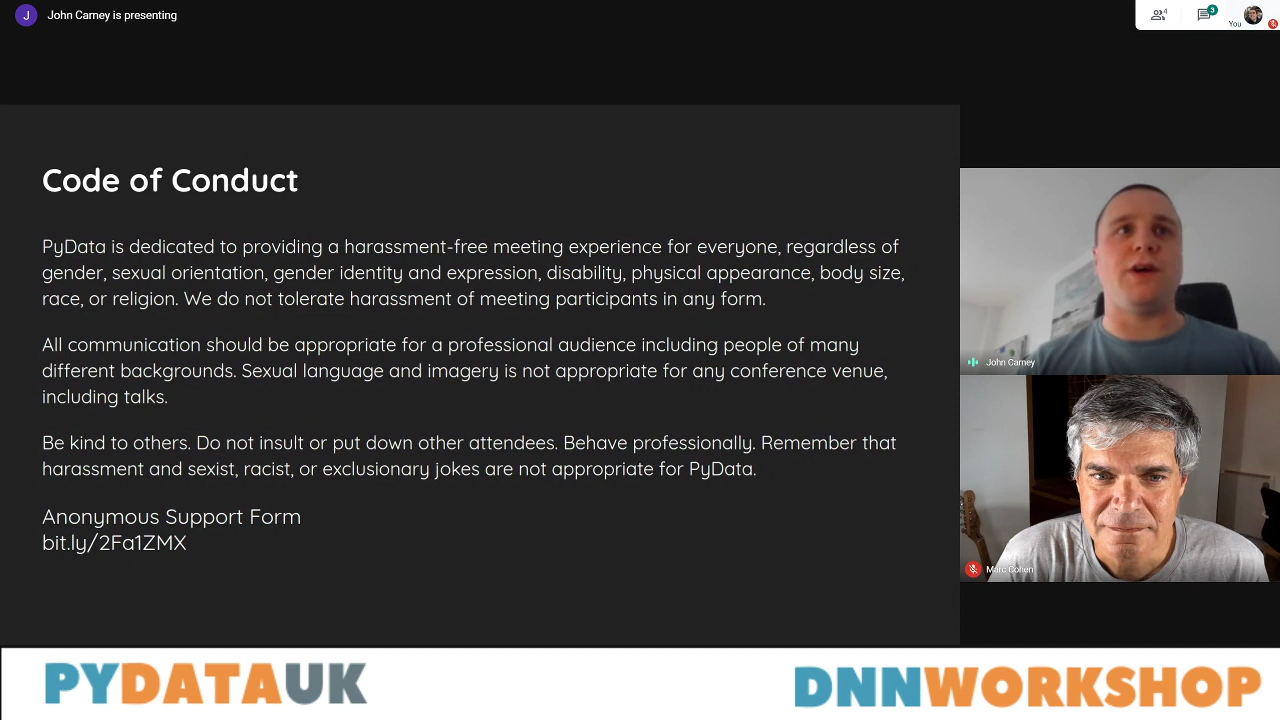 J
John Carney is presenting
4
3
You
Code of Conduct
PyData is dedicated to providing a harassment-free meeting experience for everyone, regardless of
gender, sexual orientation, gender identity and expression, disability, physical appearance, body size,
race, or religion. We do not tolerate harassment of meeting participants in any form.
All communication should be appropriate for a professional audience including people of many
different backgrounds. Sexual language and imagery is not appropriate for any conference venue,
including talks.
Be kind to others. Do not insult or put down other attendees. Behave professionally. Remember that
harassment and sexist, racist, or exclusionary jokes are not appropriate for PyData.
Anonymous Support Form
bit.ly/2Fa1ZMX
John Carney
Marc Cohen
PYDATAUK
DNNWORKSHOP